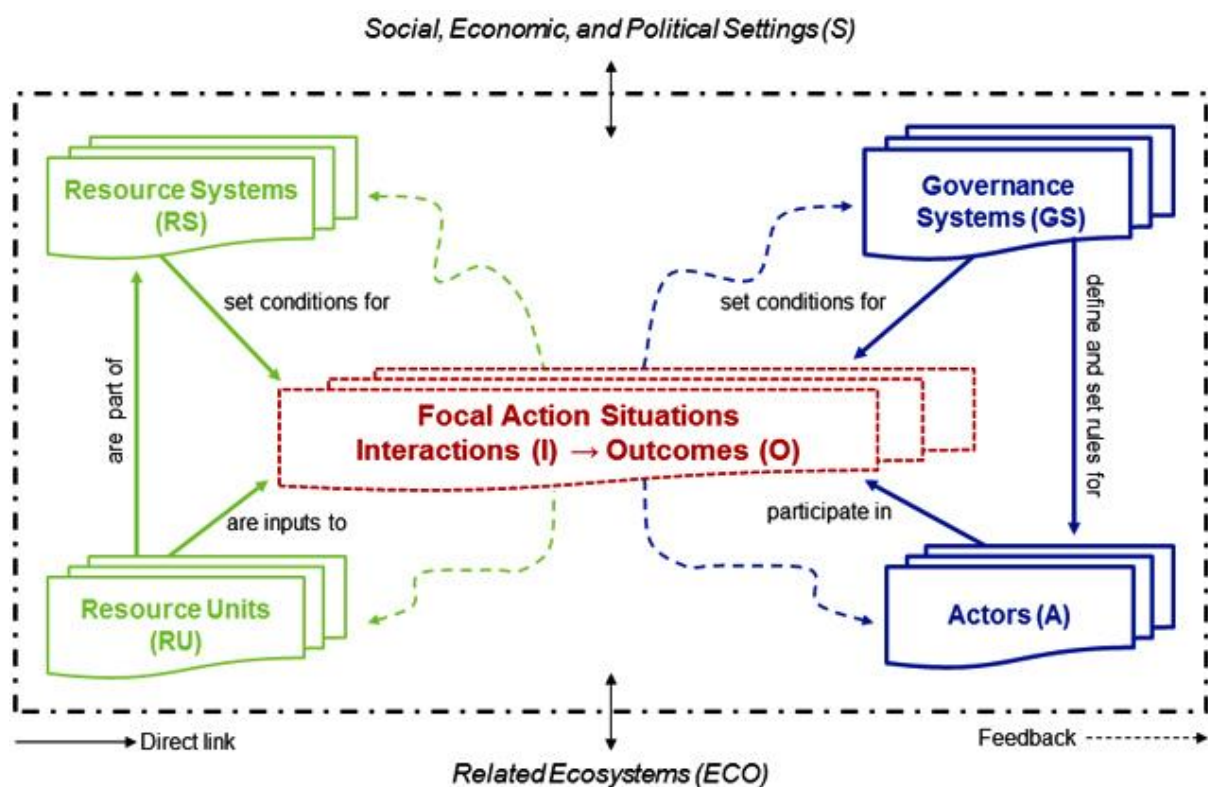 Social, Economic, and Political Settings (S)
Resource Systems
(RS)
Governance
Systems (GS)
set conditions for
set conditions for
are part of
define and set rules for
Focal Action Situations
Interactions (I) → Outcomes (O)
are inputs to
participate in
Resource Units
(RU)
Actors (A)
Direct link
Feedback
Related Ecosystems (ECO)